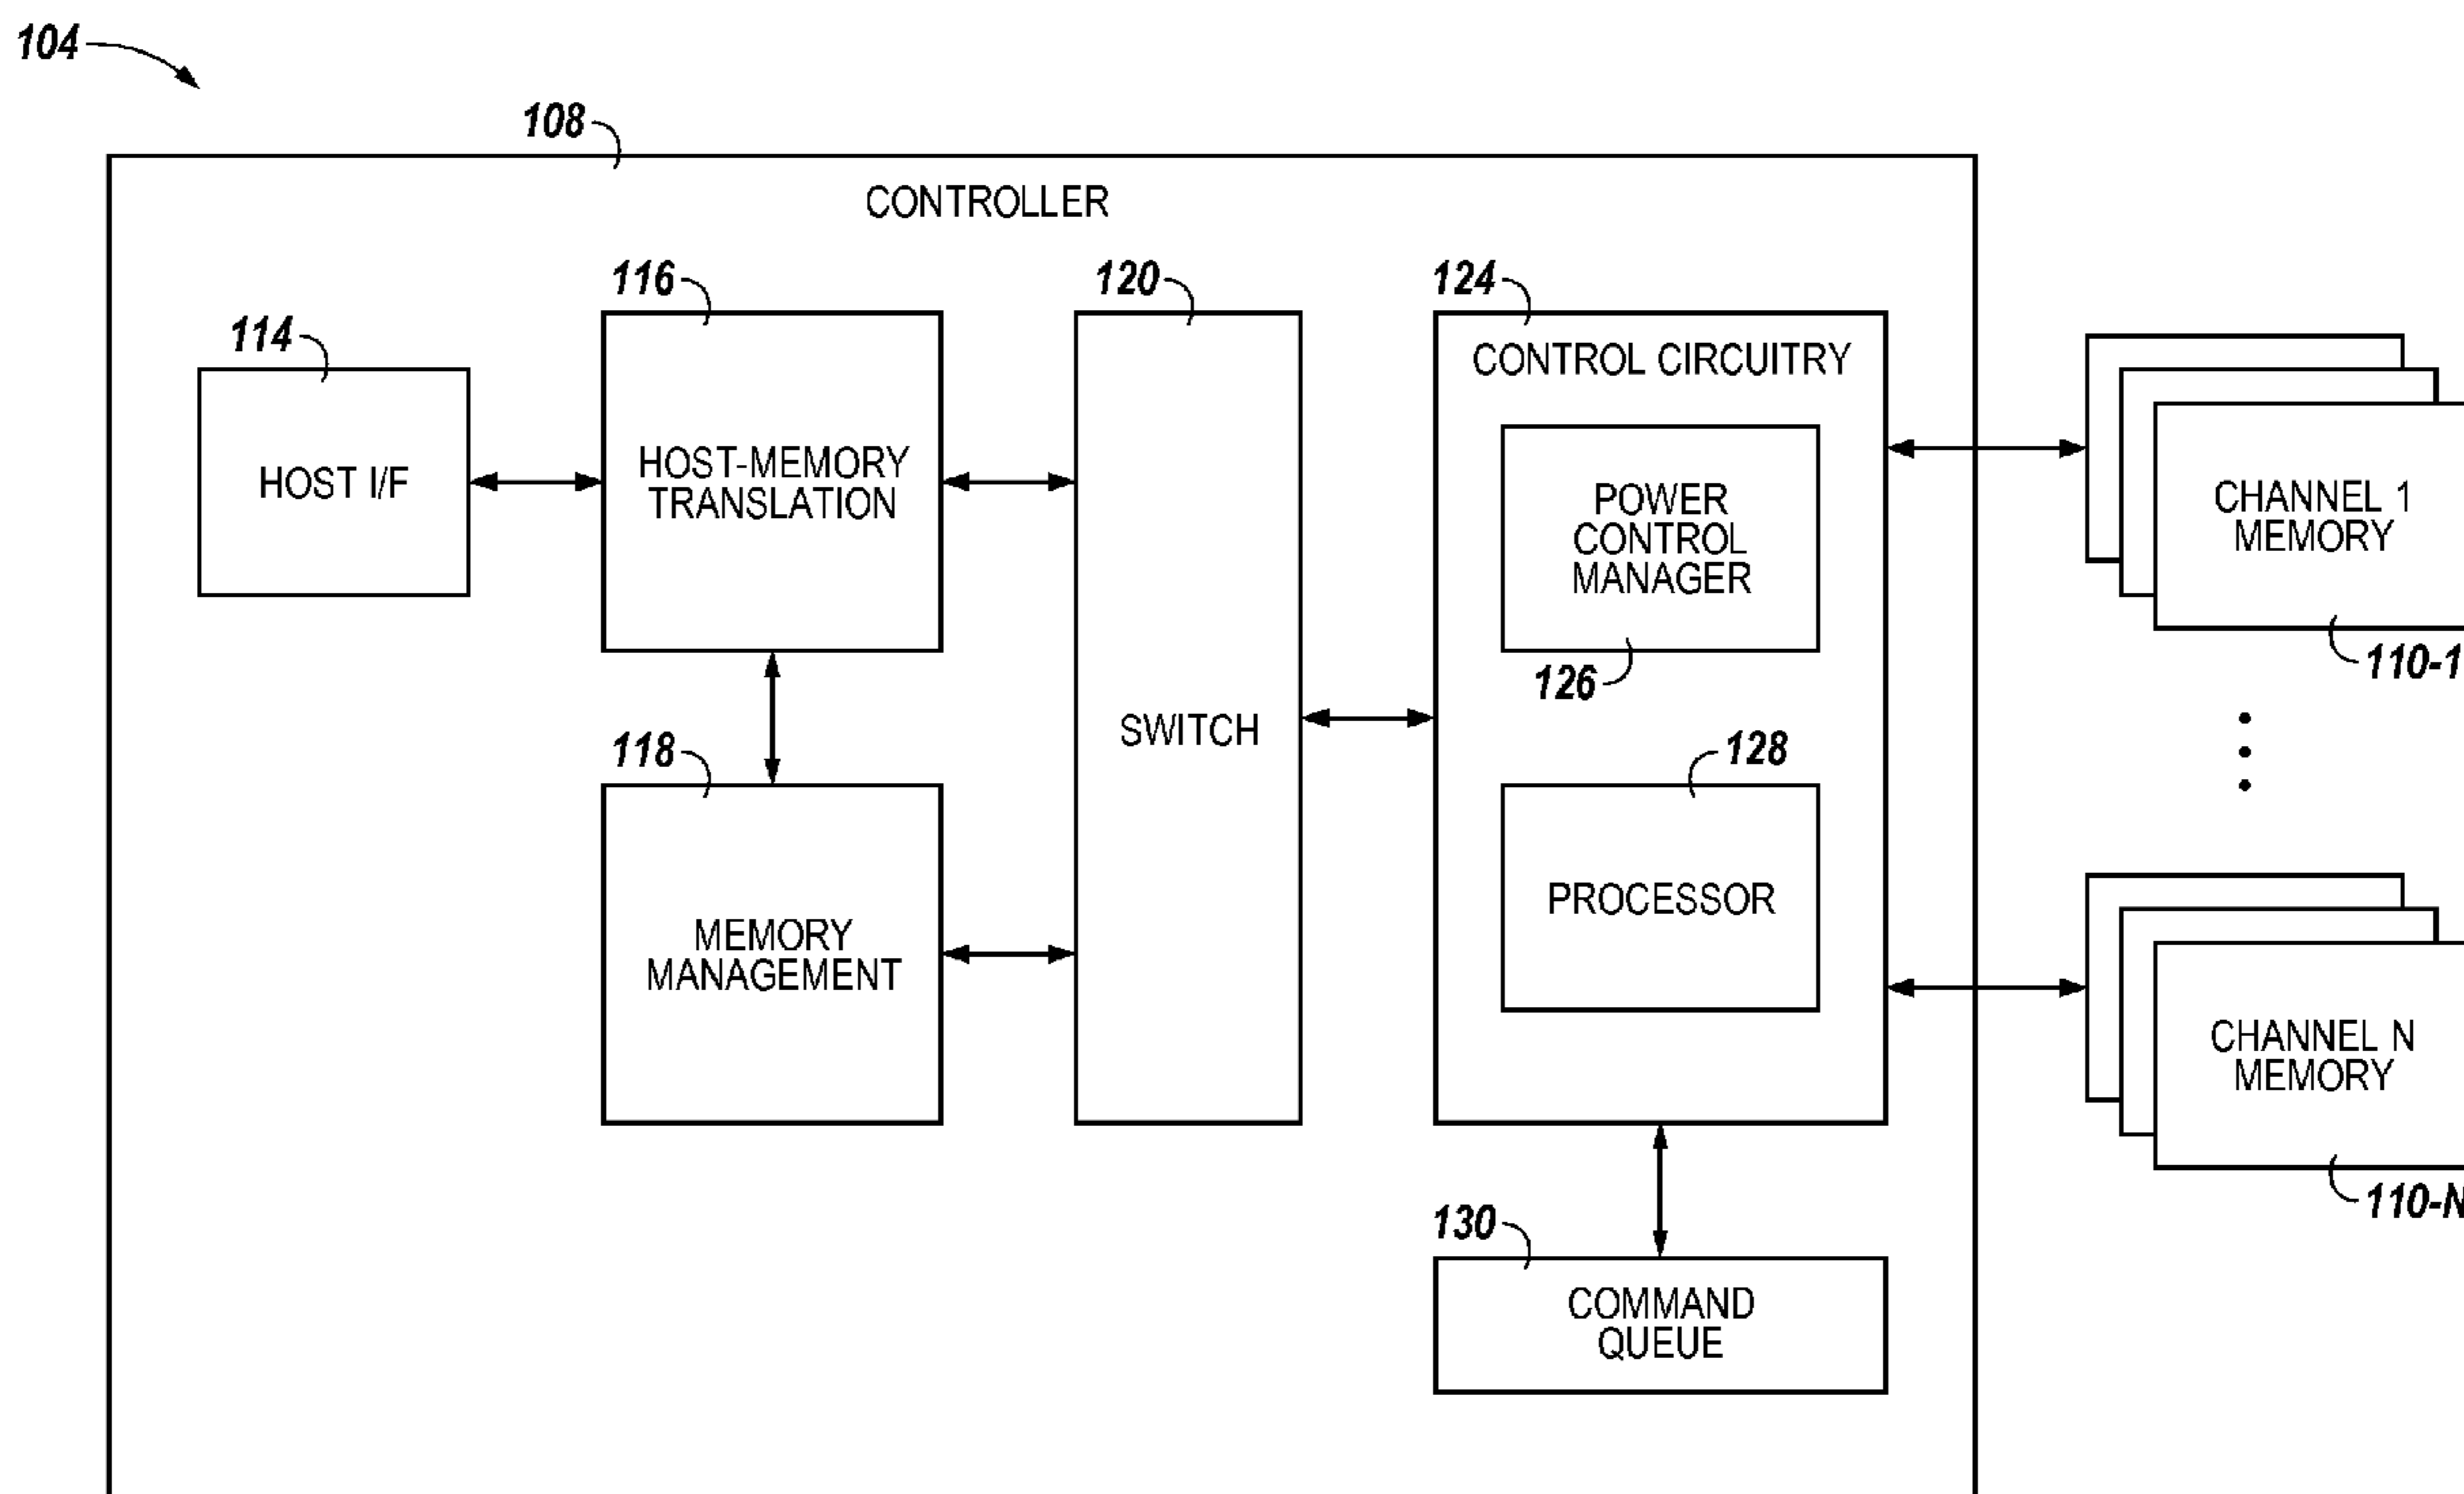 104
108
CONTROLLER
116
120
124
114
CONTROL CIRCUITRY
HOST I/F
HOST-MEMORY
TRANSLATION
POWER
CONTROL
MANAGER
126
CHANNEL 1
MEMORY
110-1
118
SWITCH
128
MEMORY
MANAGEMENT
PROCESSOR
CHANNEL N
MEMORY
110-N
130
COMMAND
QUEUE